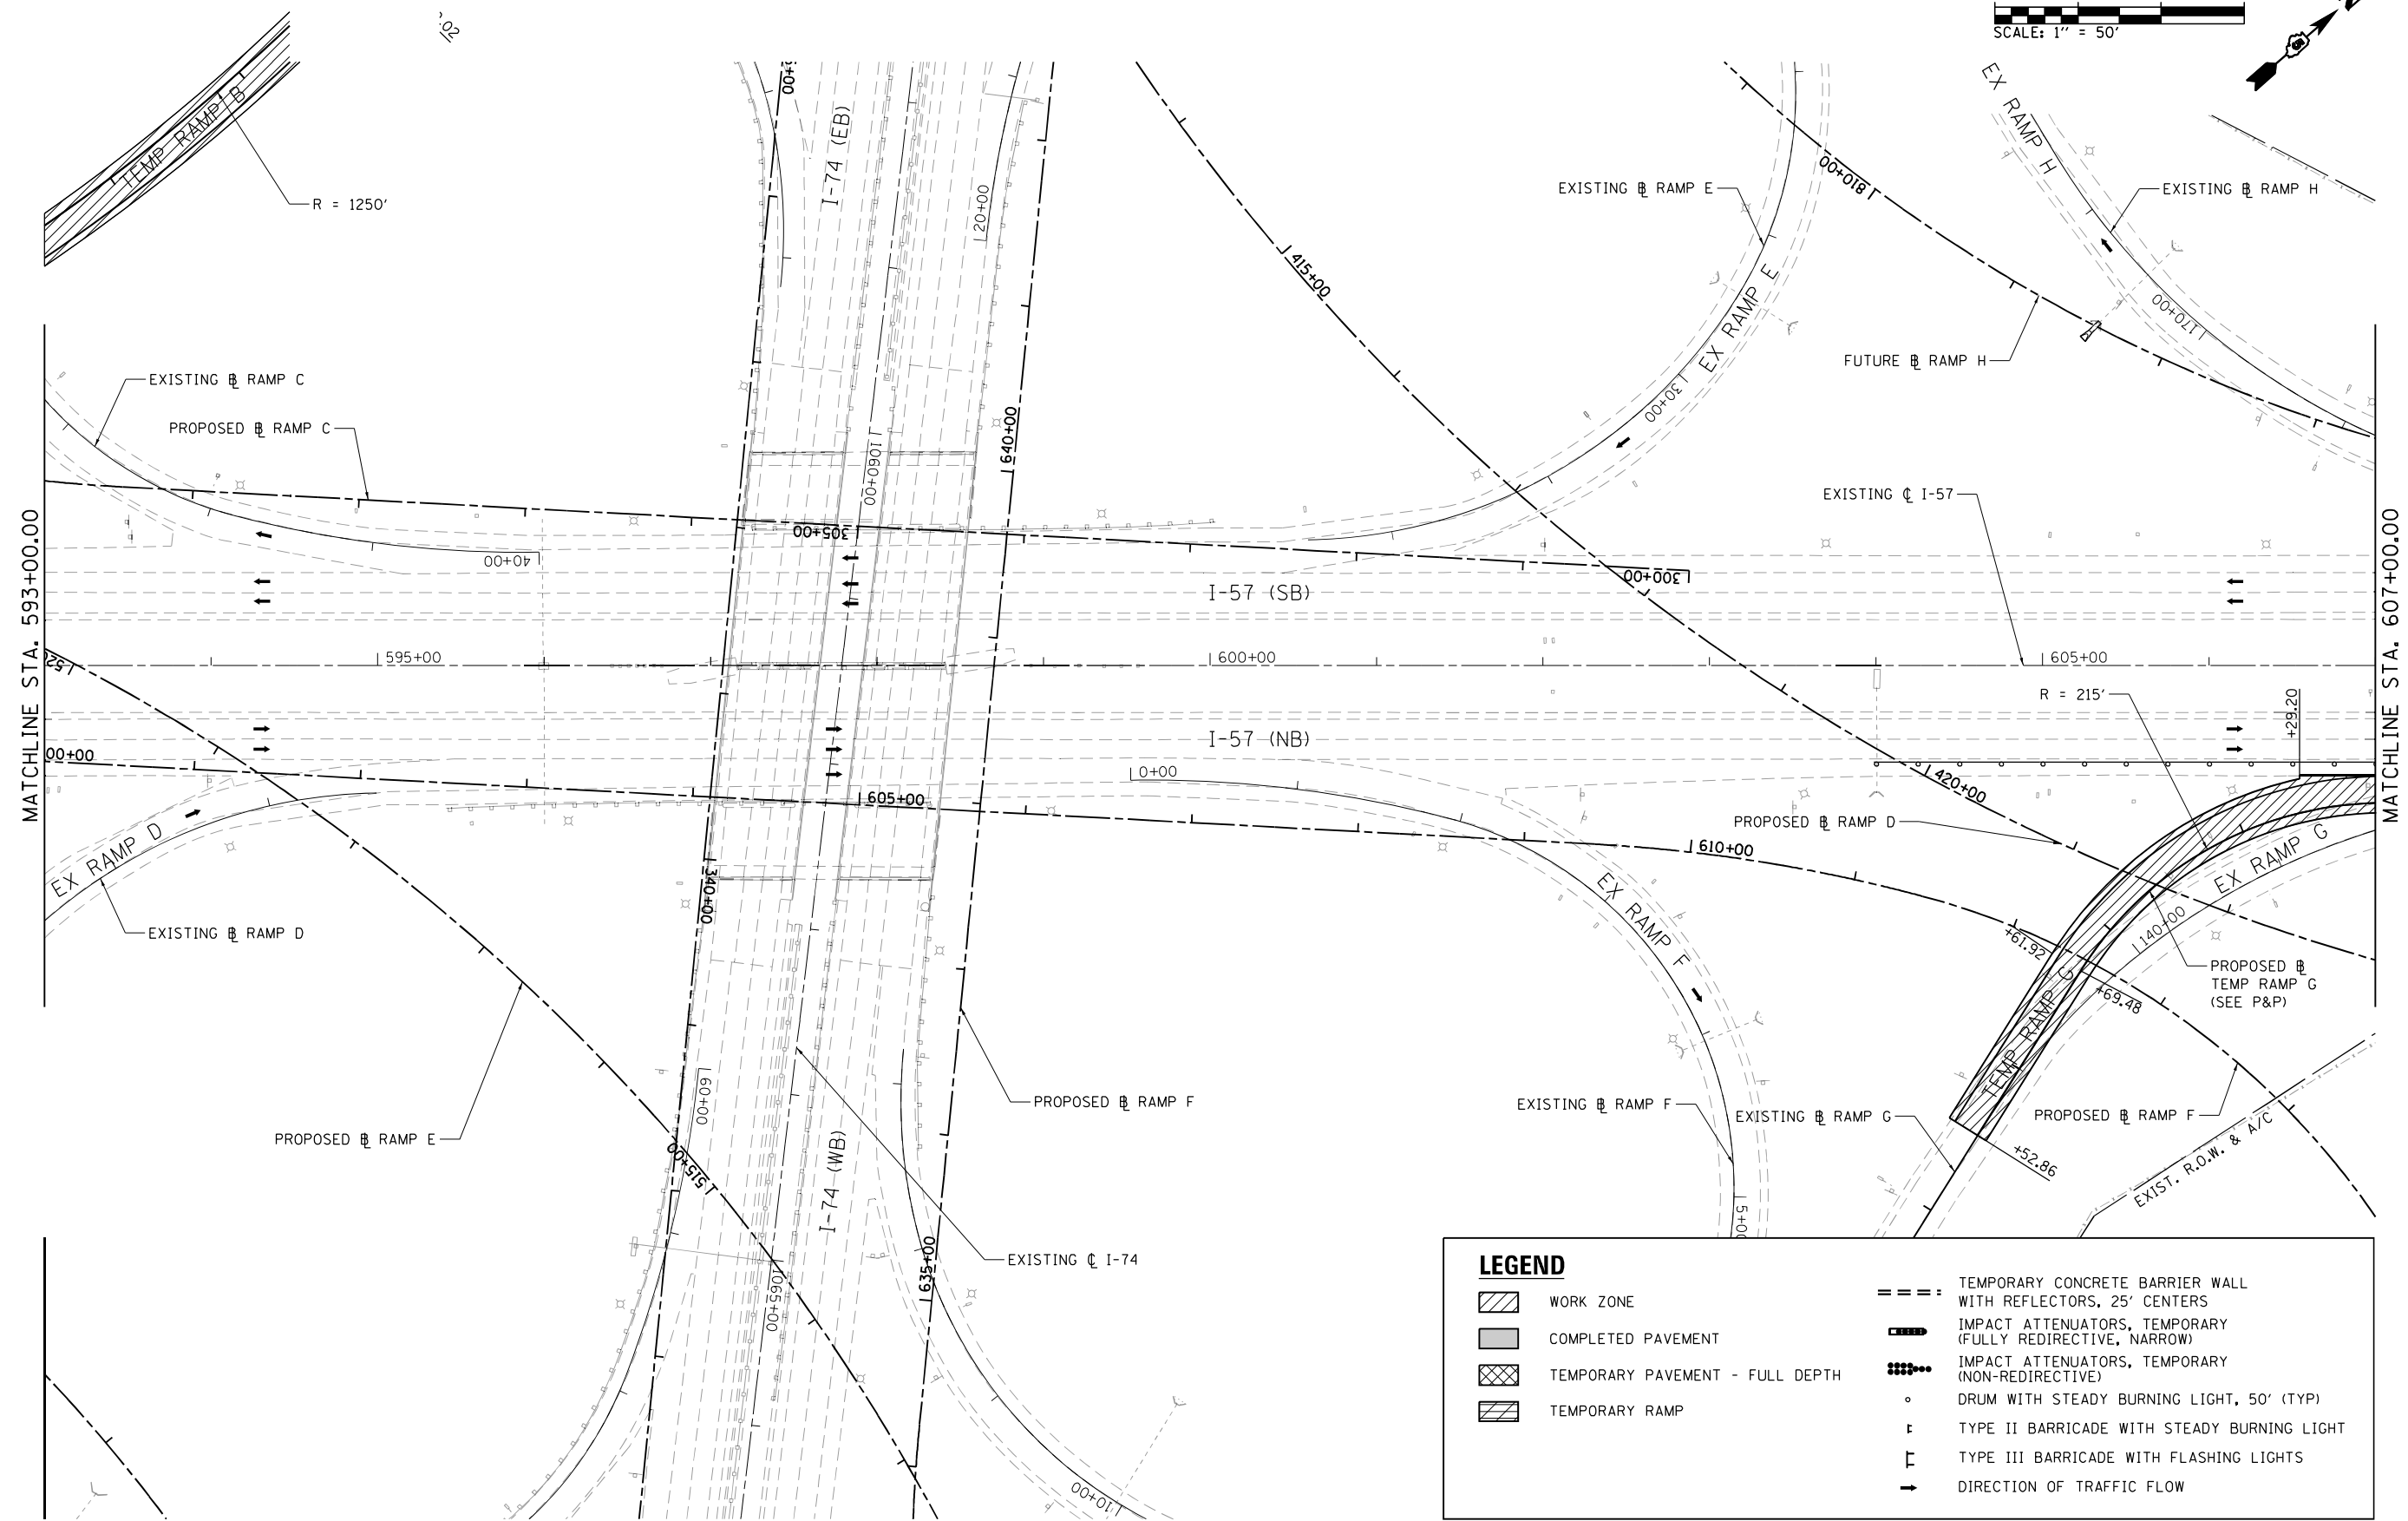 SCALE: 1" = 50'
TEMP RAMP B
R = 1250'
I-74 (EB)
20+00
EX RAMP H
810+00
EXISTING ℄ RAMP E
EXISTING ℄ RAMP H
415+00
EX RAMP E
170+00
FUTURE ℄ RAMP H
EXISTING ℄ RAMP C
PROPOSED ℄ RAMP C
30+00
640+00
1060+00
EXISTING ℄ I-57
305+00
40+00
300+00
I-57 (SB)
MATCHLINE STA. 593+00.00
MATCHLINE STA. 607+00.00
595+00
600+00
605+00
R = 215'
+29.20
I-57 (NB)
00+00
0+00
605+00
420+00
PROPOSED ℄ RAMP D
610+00
EX RAMP D
EX RAMP G
340+00
EX RAMP F
140+00
EXISTING ℄ RAMP D
+61.92
PROPOSED ℄
TEMP RAMP G
(SEE P&P)
+69.48
TEMP RAMP G
60+00
PROPOSED ℄ RAMP F
EXISTING ℄ RAMP F
EXISTING ℄ RAMP G
PROPOSED ℄ RAMP F
PROPOSED ℄ RAMP E
515+00
I-74 (WB)
+52.86
EXIST. R.O.W. & A/C
EXISTING ℄ I-74
635+00
1065+00
10+00
LEGEND
WORK ZONE
COMPLETED PAVEMENT
TEMPORARY PAVEMENT - FULL DEPTH
TEMPORARY RAMP
TEMPORARY CONCRETE BARRIER WALL
WITH REFLECTORS, 25' CENTERS
IMPACT ATTENUATORS, TEMPORARY
(FULLY REDIRECTIVE, NARROW)
IMPACT ATTENUATORS, TEMPORARY
(NON-REDIRECTIVE)
DRUM WITH STEADY BURNING LIGHT, 50' (TYP)
TYPE II BARRICADE WITH STEADY BURNING LIGHT
TYPE III BARRICADE WITH FLASHING LIGHTS
DIRECTION OF TRAFFIC FLOW